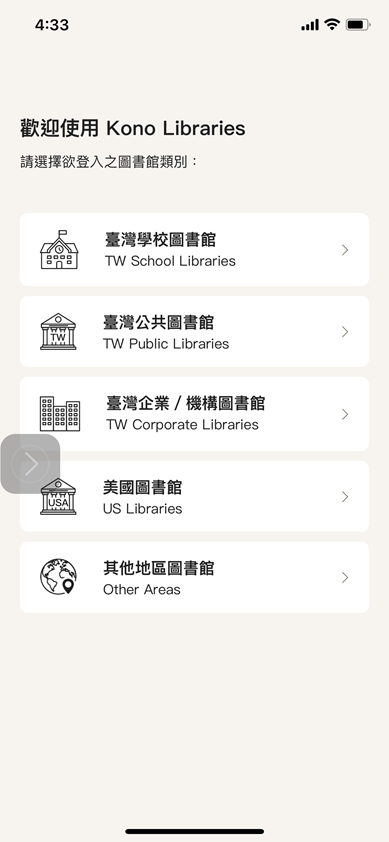 4:33
歡迎使用 Kono Libraries
請選擇欲登入之圖書館類別：
臺灣學校圖書館
TW School Libraries
TW
臺灣公共圖書館
TW Public Libraries
臺灣企業 / 機構圖書館
TW Corporate Libraries
USA
美國圖書館
US Libraries
其他地區圖書館
Other Areas